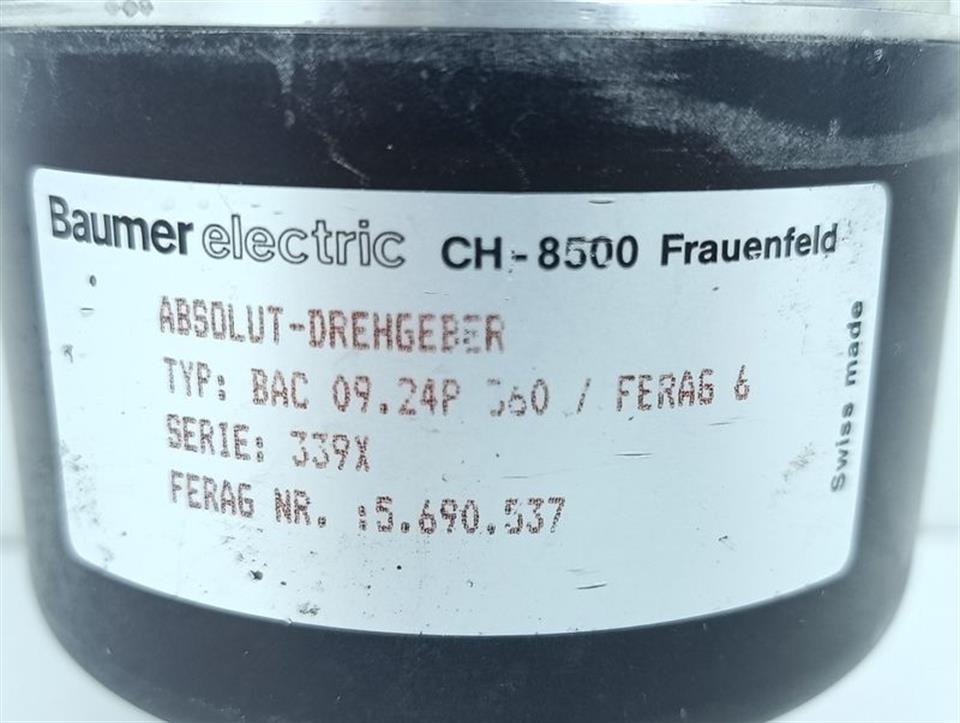 Baumer electric CH-8500 Frauenfeld
ABSOLUT-DREHGEBER
TYP: BAC 09.24P 360 / FERAG 6
SERIE: 339X
FERAG NR. :5.690.537
Swiss made